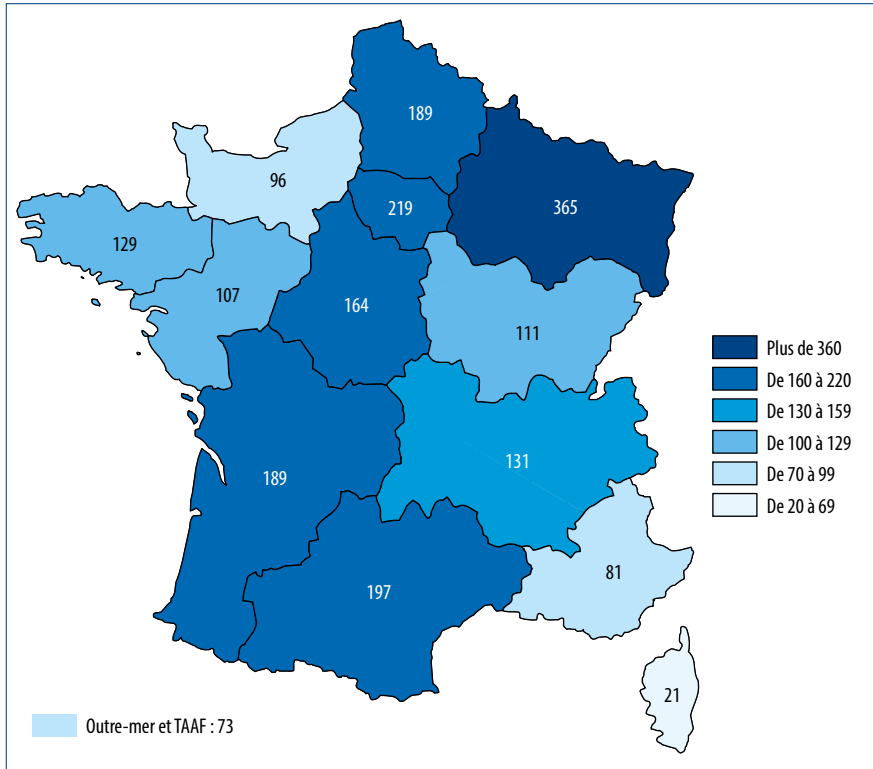 189
96
219
365
129
107
164
111
131
189
197
81
21
Plus de 360
De 160 à 220
De 130 à 159
De 100 à 129
De 70 à 99
De 20 à 69
Outre-mer et TAAF : 73